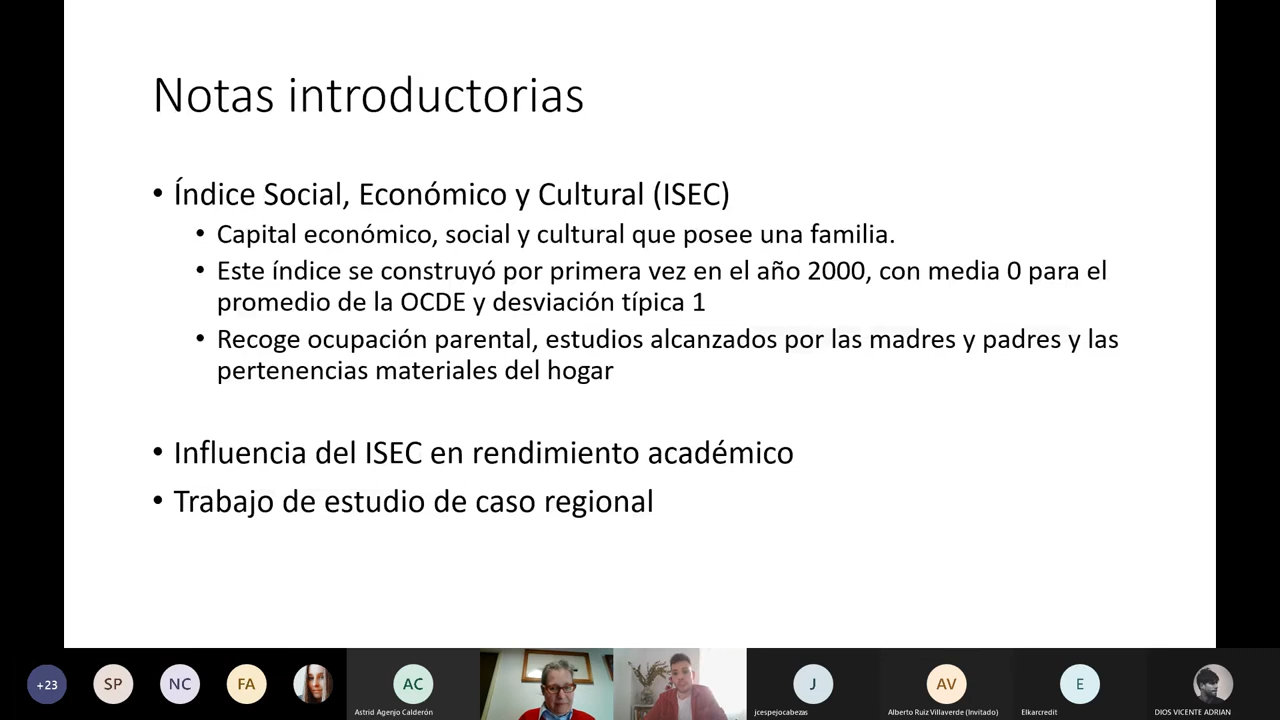 Notas introductorias
• Índice Social, Económico y Cultural (ISEC)
• Capital económico, social y cultural que posee una familia.
• Este índice se construyó por primera vez en el año 2000, con media 0 para el
promedio de la OCDE y desviación típica 1
• Recoge ocupación parental, estudios alcanzados por las madres y padres y las
pertenencias materiales del hogar
• Influencia del ISEC en rendimiento académico
• Trabajo de estudio de caso regional
+23 SP NC FA AC J AV E
Astrid Agenjo Calderón jcespejocabezas Alberto Ruiz Villaverde (Invitado) Elkarcredit DIOS VICENTE ADRIAN